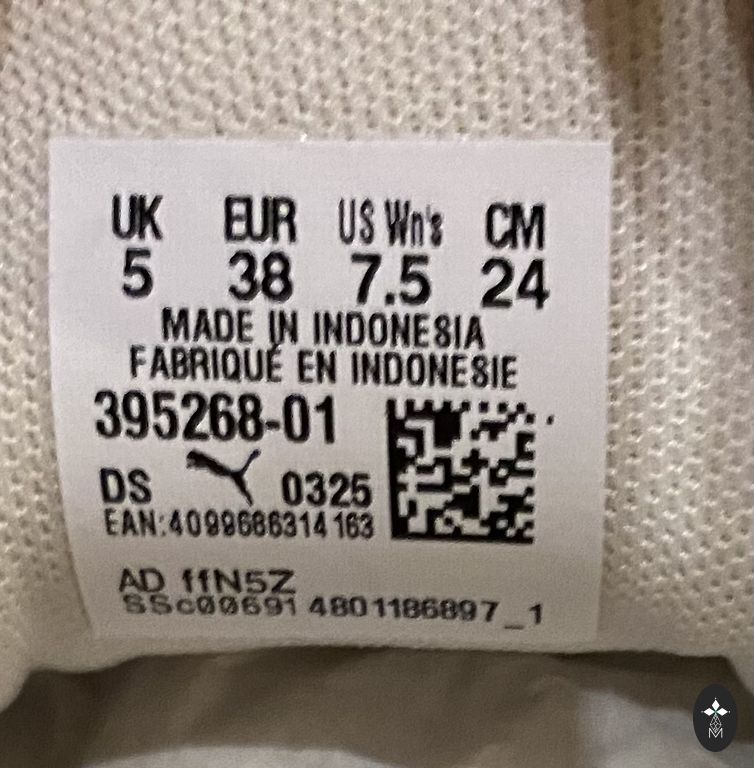 UK EUR US Wn's CM
5 38 7.5 24
MADE IN INDONESIA
FABRIQUÉ EN INDONESIE
395268-01
DS 0325
EAN:4099686314163
AD ffN5Z
SSc00691 4801186897_1
M